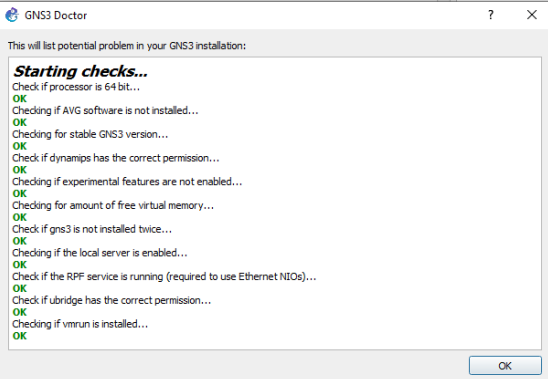 GNS3 Doctor
?
This will list potential problem in your GNS3 installation:
Starting checks...
Check if processor is 64 bit...
OK
Checking if AVG software is not installed...
OK
Checking for stable GNS3 version...
OK
Check if dynamips has the correct permission...
OK
Checking if experimental features are not enabled...
OK
Checking for amount of free virtual memory...
OK
Check if gns3 is not installed twice...
OK
Checking if the local server is enabled...
OK
Check if the RPF service is running (required to use Ethernet NIOs)...
OK
Check if ubridge has the correct permission...
OK
Checking if vmrun is installed...
OK
OK